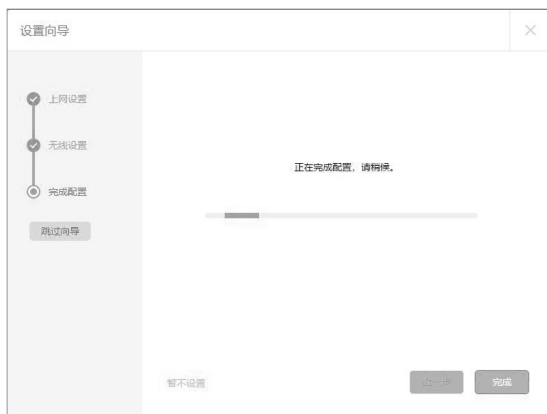 设置向导
上网设置
无线设置
完成配置
跳过向导
正在完成配置，请稍候。
暂不设置
上一步
完成